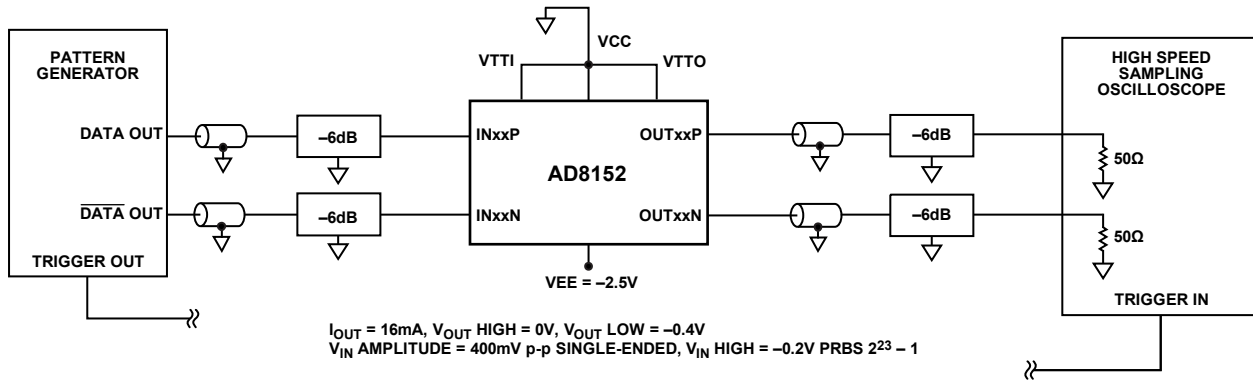 PATTERN
GENERATOR
DATA OUT
DATA OUT
TRIGGER OUT
–6dB
–6dB
VTTI
VCC
VTTO
INxxP
INxxN
AD8152
OUTxxP
OUTxxN
VEE = –2.5V
–6dB
–6dB
HIGH SPEED
SAMPLING
OSCILLOSCOPE
50Ω
50Ω
TRIGGER IN
IOUT = 16mA, VOUT HIGH = 0V, VOUT LOW = –0.4V
VIN AMPLITUDE = 400mV p-p SINGLE-ENDED, VIN HIGH = –0.2V PRBS 2²³ – 1